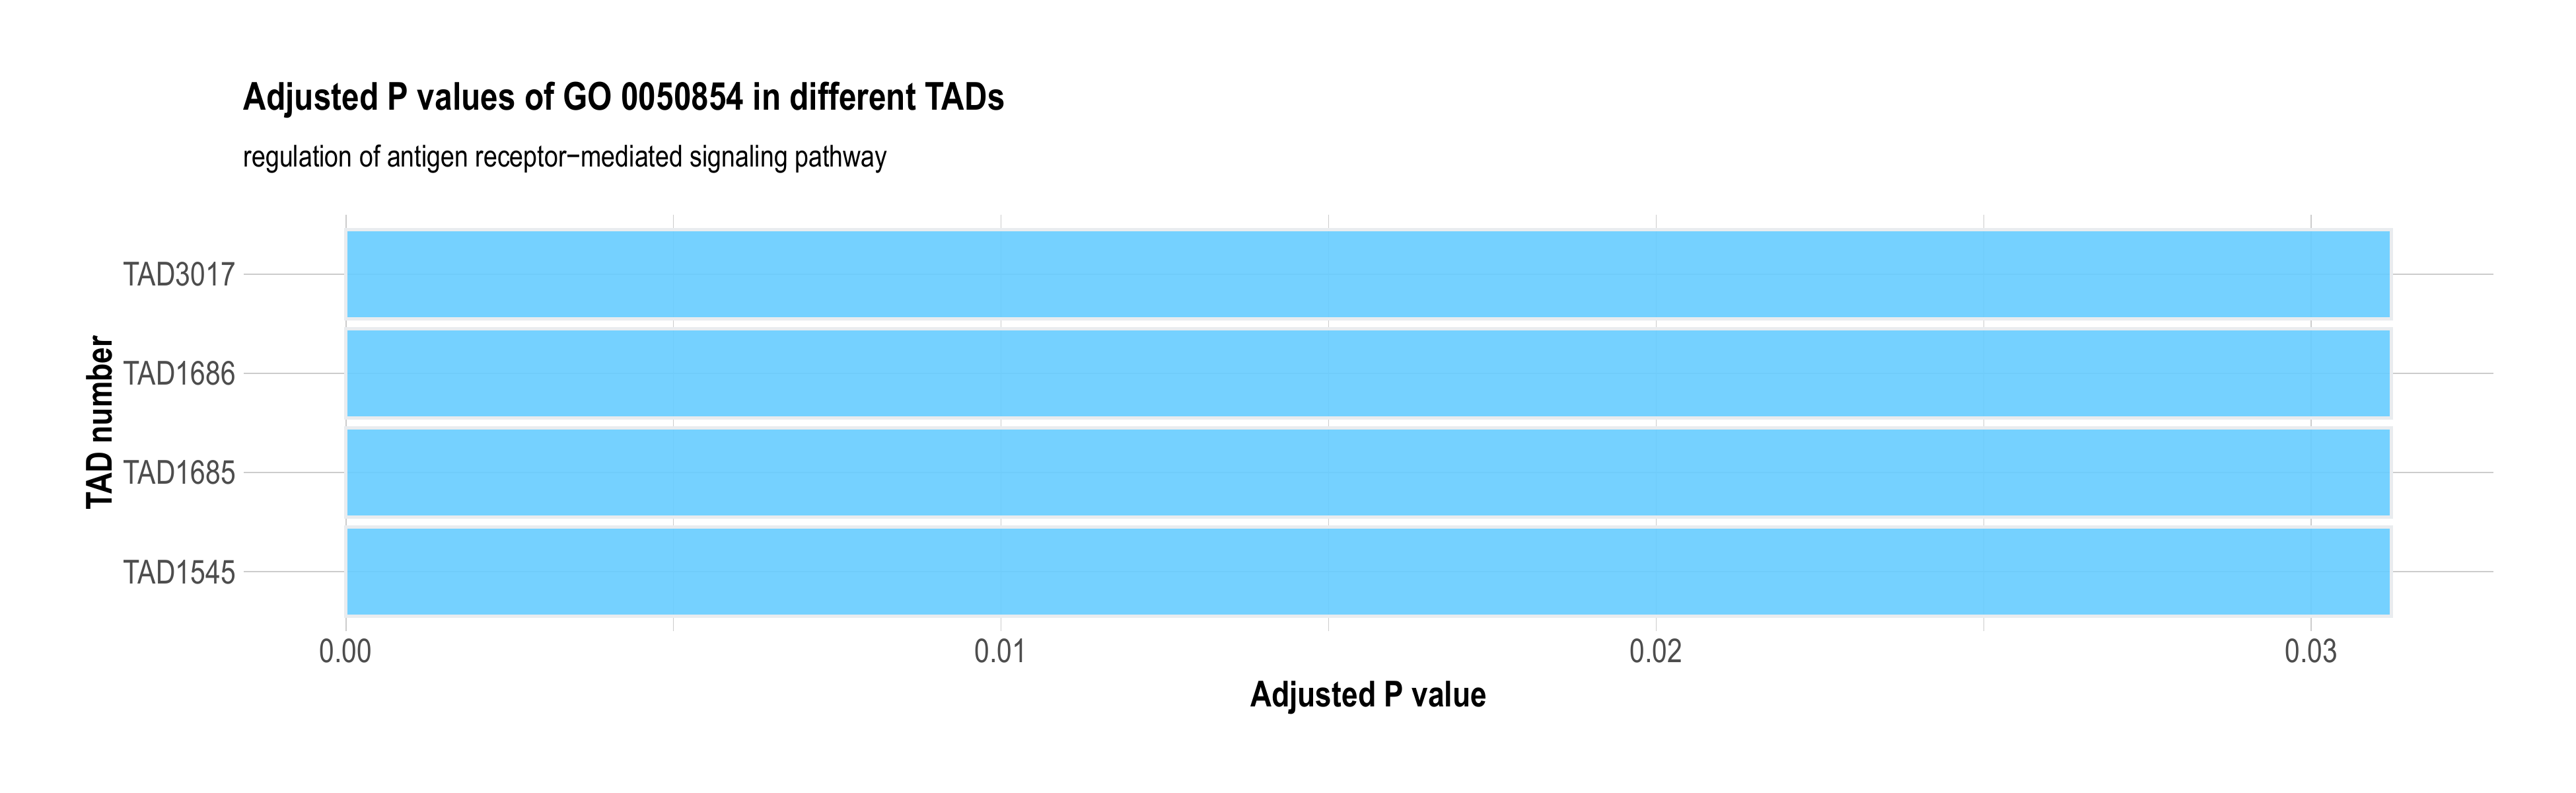 Adjusted P values of GO 0050854 in different TADs
regulation of antigen receptor−mediated signaling pathway
TAD number
TAD3017
TAD1686
TAD1685
TAD1545
0.00 0.01 0.02 0.03
Adjusted P value